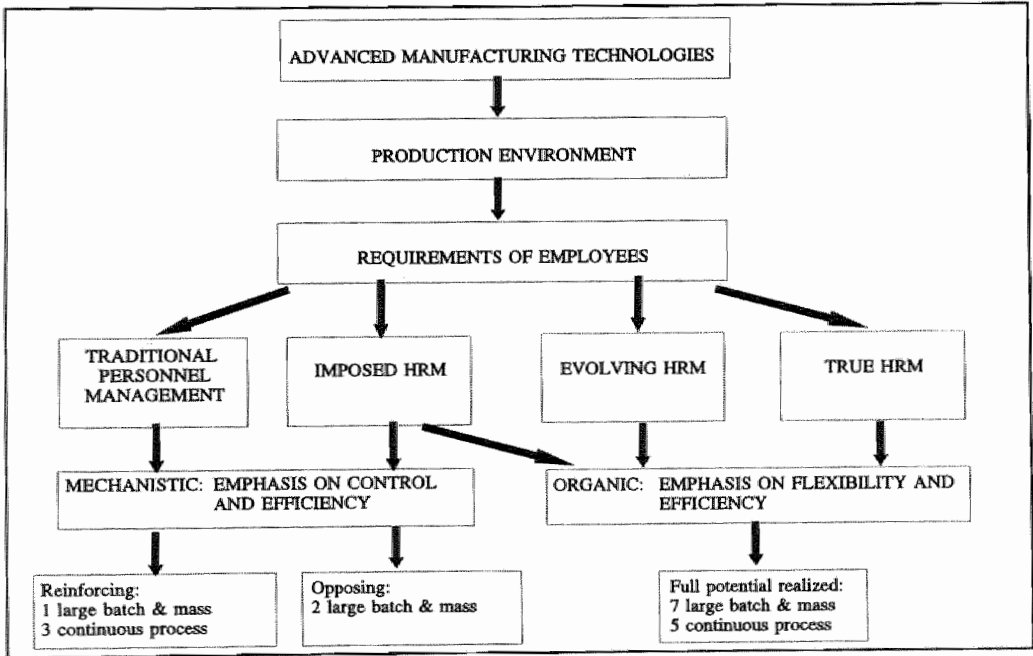 ADVANCED MANUFACTURING TECHNOLOGIES
PRODUCTION ENVIRONMENT
REQUIREMENTS OF EMPLOYEES
TRADITIONAL
PERSONNEL
MANAGEMENT
IMPOSED HRM
EVOLVING HRM
TRUE HRM
MECHANISTIC: EMPHASIS ON CONTROL
AND EFFICIENCY
ORGANIC: EMPHASIS ON FLEXIBILITY AND
EFFICIENCY
Reinforcing:
1 large batch & mass
3 continuous process
Opposing:
2 large batch & mass
Full potential realized:
7 large batch & mass
5 continuous process